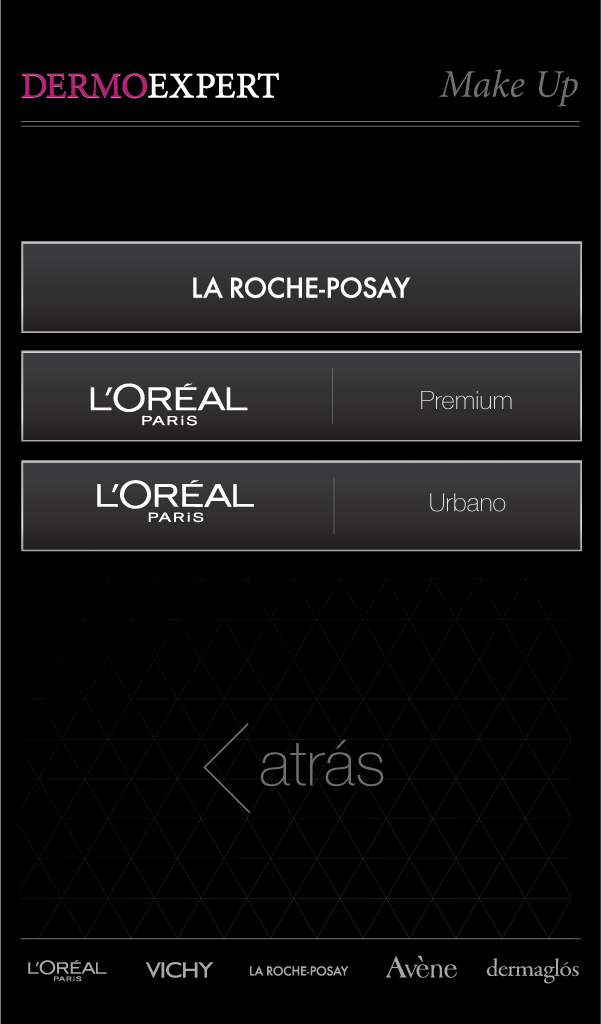 DERMOEXPERT Make Up
LA ROCHE-POSAY
L'ORÉAL
PARiS
Premium
L'ORÉAL
PARiS
Urbano
atrás
L'ORÉAL
PARiS
VICHY
LA ROCHE-POSAY
Avène
dermaglós